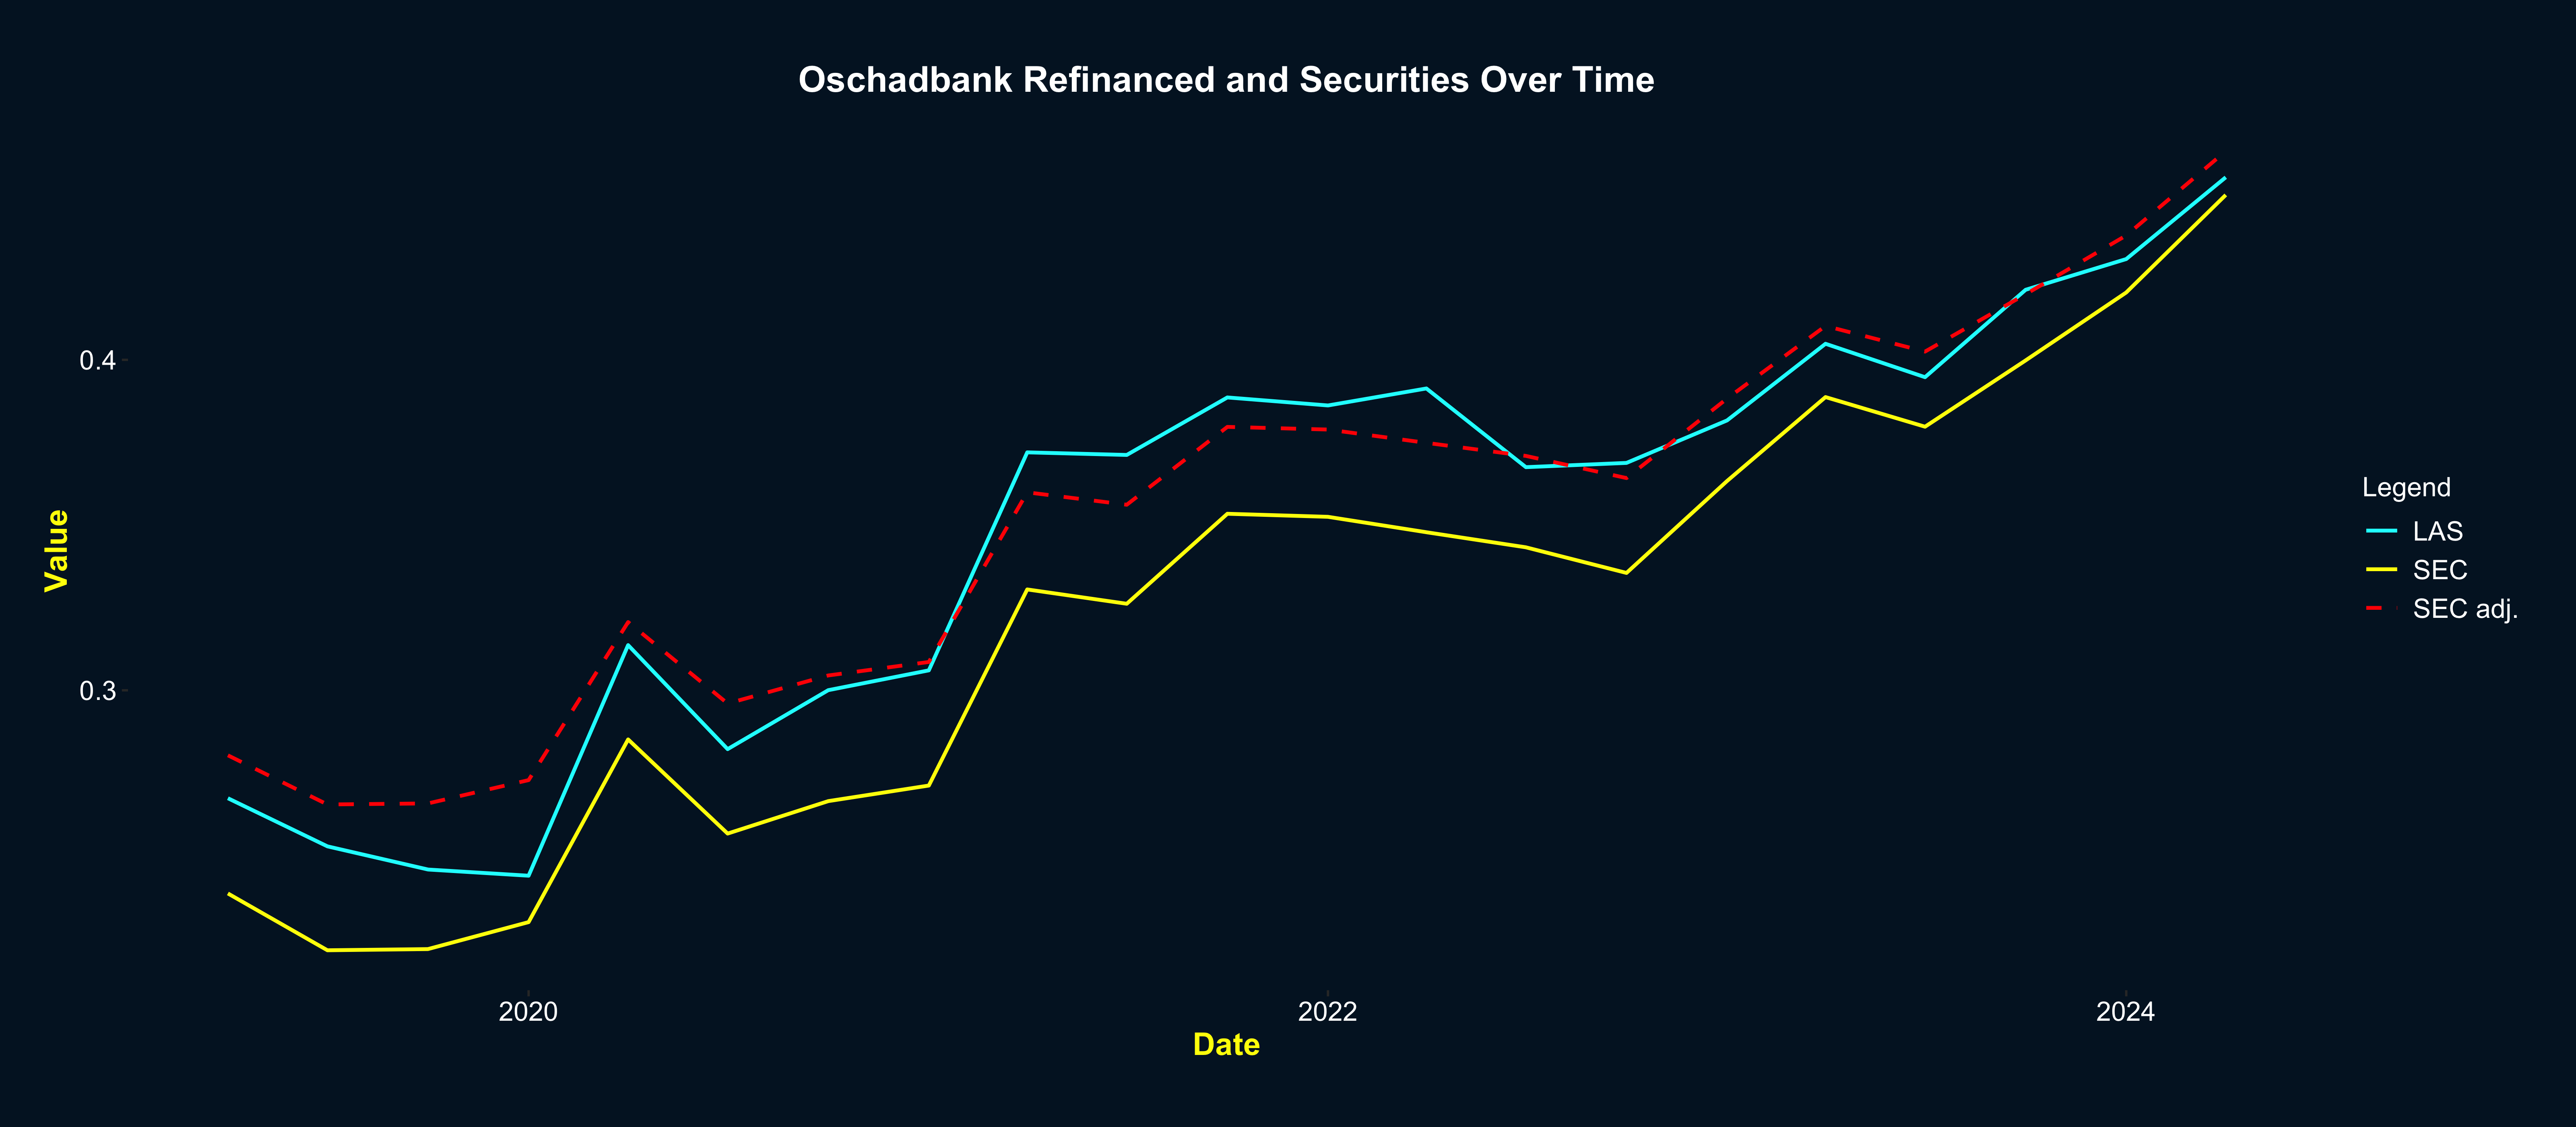 Oschadbank Refinanced and Securities Over Time
Value
0.4
0.3
2020
2022
2024
Date
Legend
LAS
SEC
SEC adj.